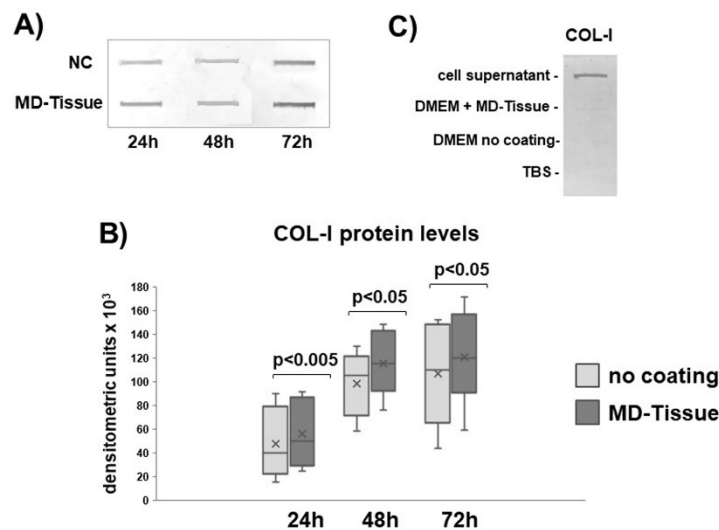 A)
NC
MD-Tissue
24h 48h 72h
C)
COL-I
cell supernatant -
DMEM + MD-Tissue -
DMEM no coating-
TBS -
B)
COL-I protein levels
densitometric units x 10³
180
160
140
120
100
80
60
40
20
0
p<0.005
p<0.05
p<0.05
24h 48h 72h
no coating
MD-Tissue